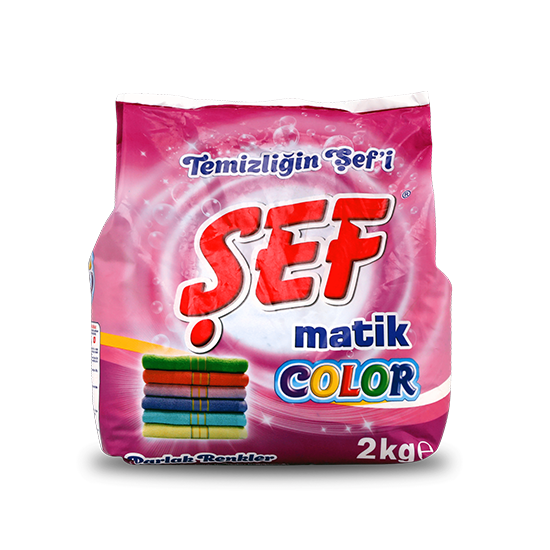 Temizliğin Şef'i
ŞEF®
matik
COLOR
Parlak Renkler
2kg℮